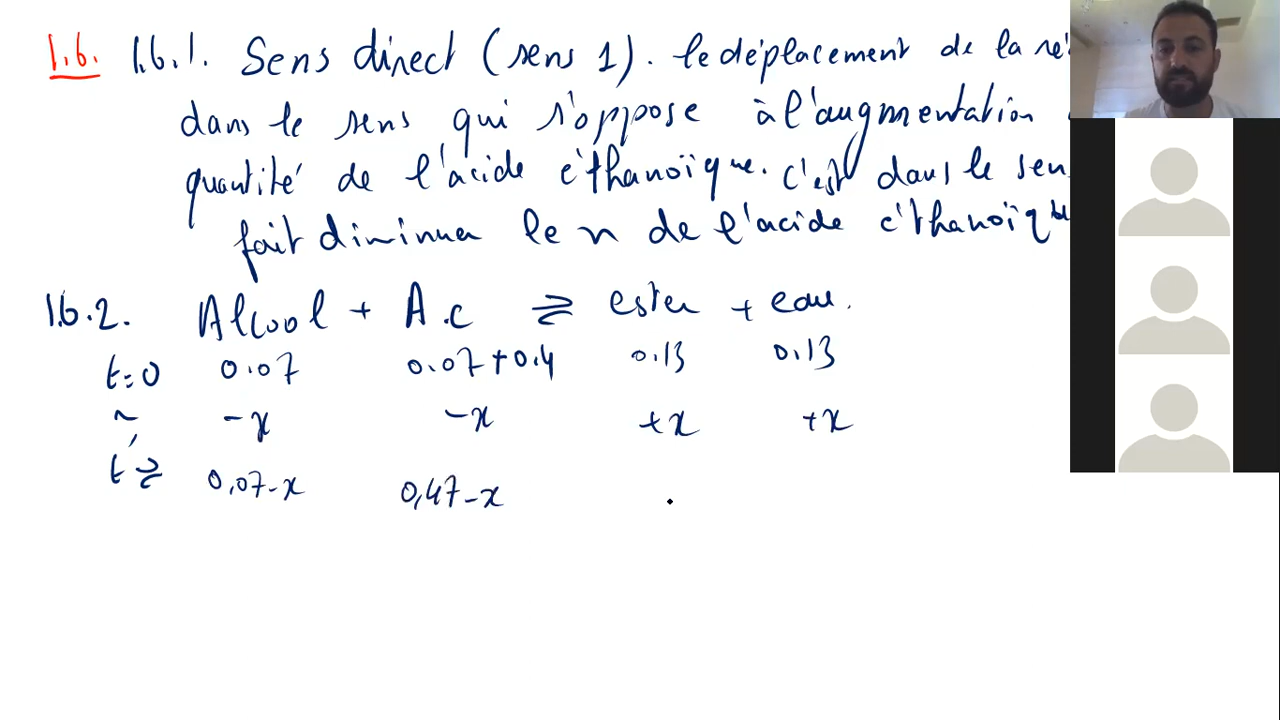 1.6. 1.6.1. Sens direct (sens 1). le déplacement de la ré
dans le sens qui s'oppose à l'augmentation
quantité de l'acide éthanoïque. c'est dans le sen
fait diminuer le n de l'acide éthanoïque
1.6.2. Alcool + A.c ⇌ ester + eau.
t=0 0.07 0.07+0.4 0.13 0.13
~ -x -x +x +x
t'⇌ 0,07-x 0,47-x